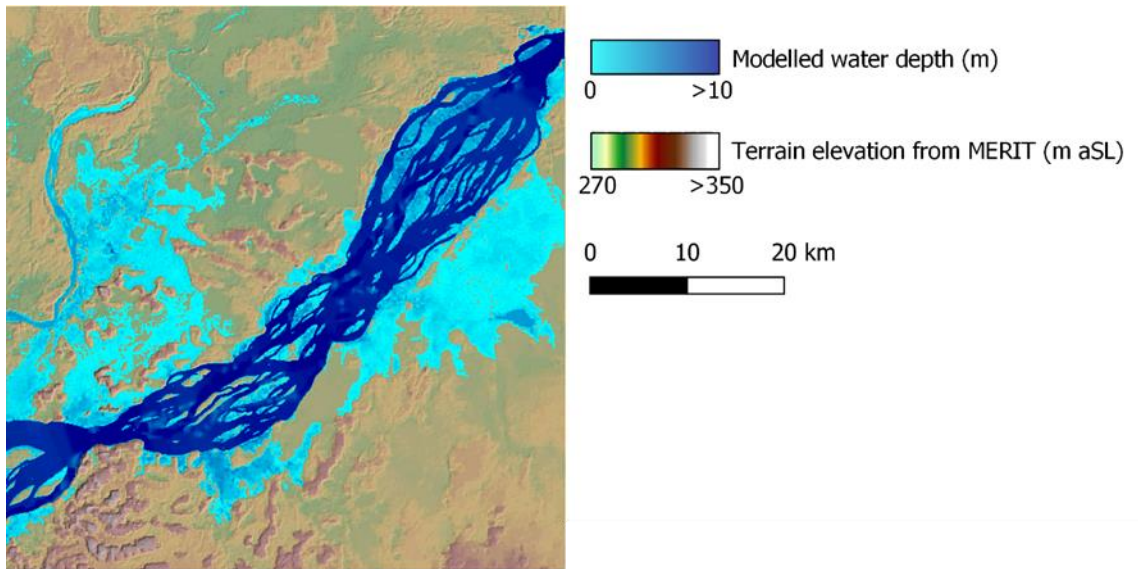 Modelled water depth (m)
0 >10
Terrain elevation from MERIT (m aSL)
270 >350
0 10 20 km